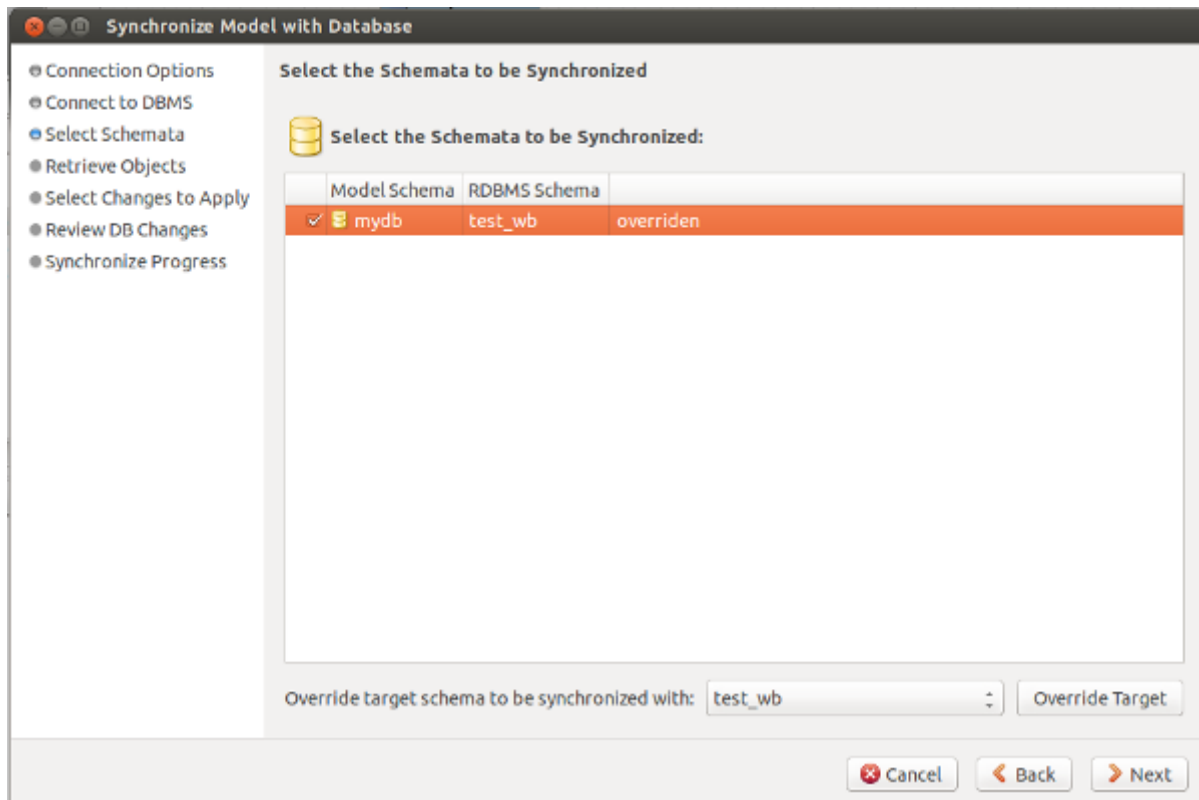 Synchronize Model with Database
Connection Options
Connect to DBMS
Select Schemata
Retrieve Objects
Select Changes to Apply
Review DB Changes
Synchronize Progress
Select the Schemata to be Synchronized
Select the Schemata to be Synchronized:
Model Schema RDBMS Schema
mydb test_wb overriden
Override target schema to be synchronized with: test_wb Override Target
Cancel Back Next